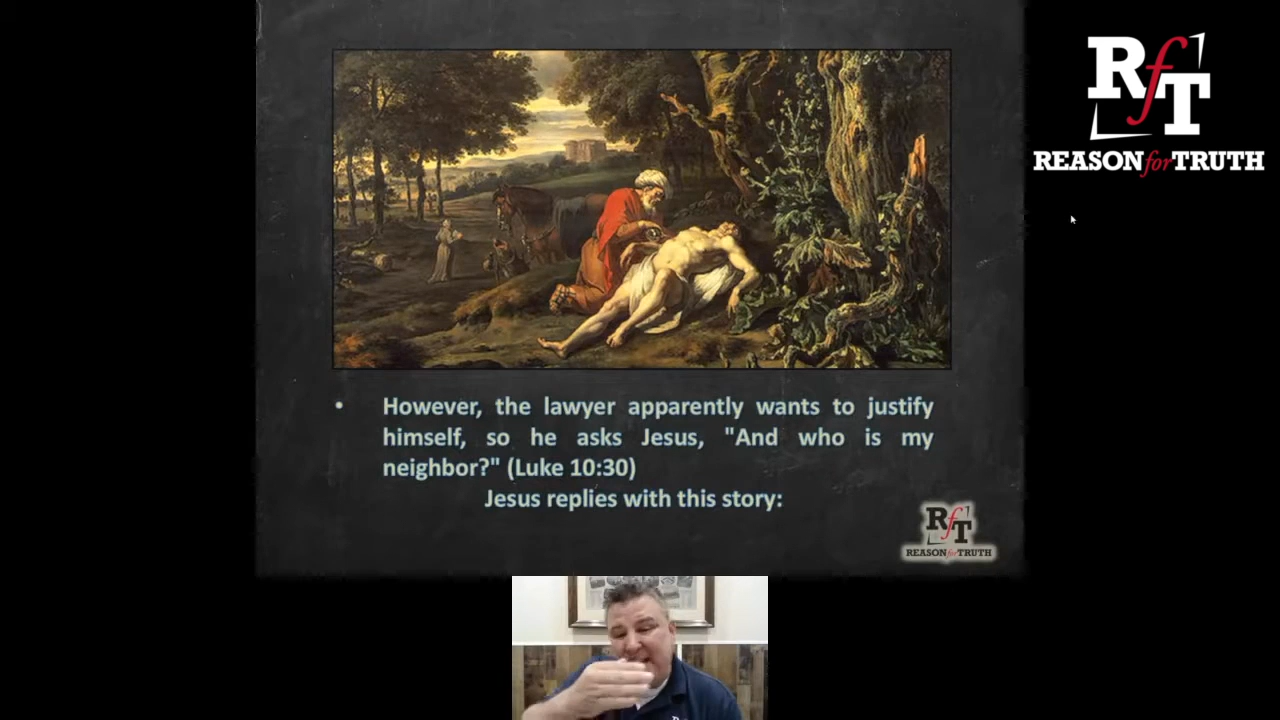 RfT
REASON for TRUTH
• However, the lawyer apparently wants to justify
himself, so he asks Jesus, "And who is my
neighbor?" (Luke 10:30)
Jesus replies with this story:
RfT
REASON for TRUTH